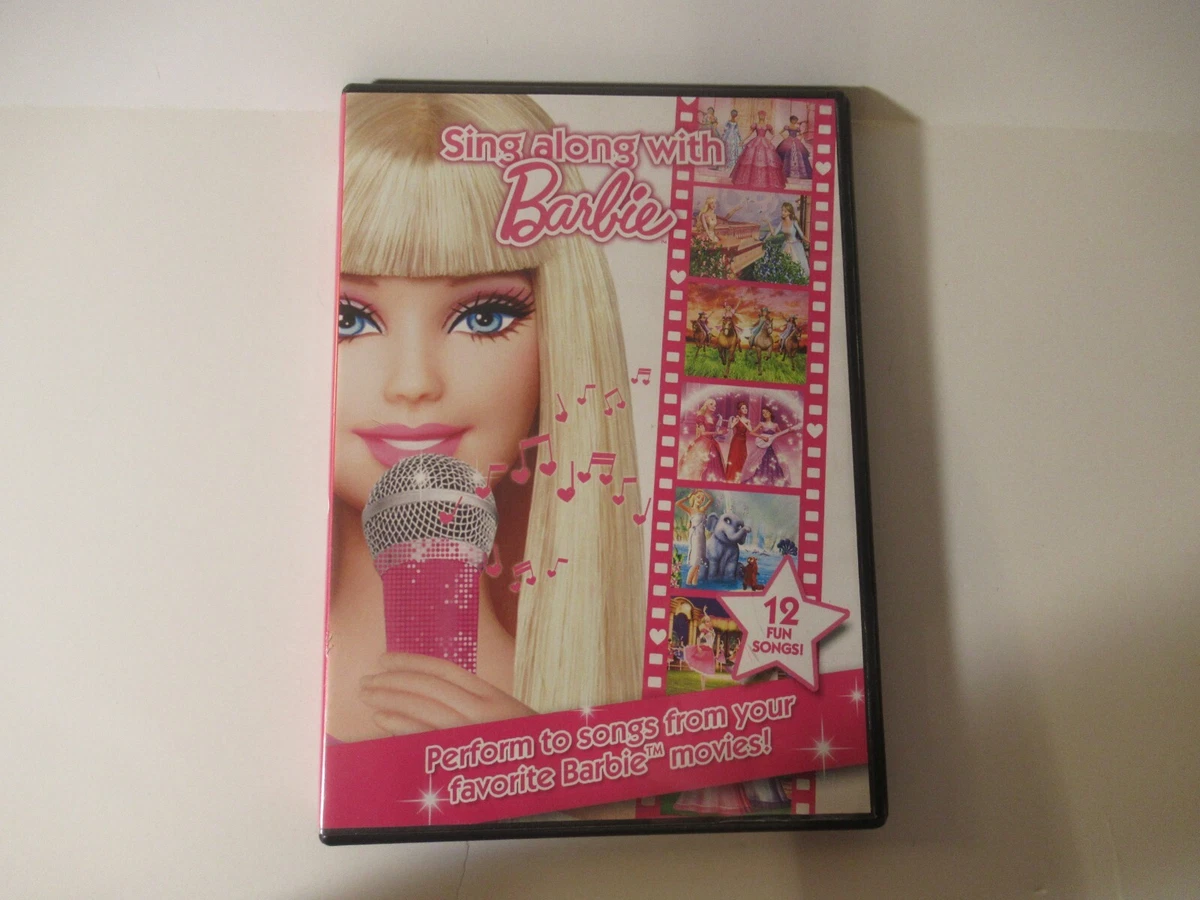 Sing along with
Barbie
12
FUN
SONGS!
Perform to songs from your
favorite Barbie™ movies!